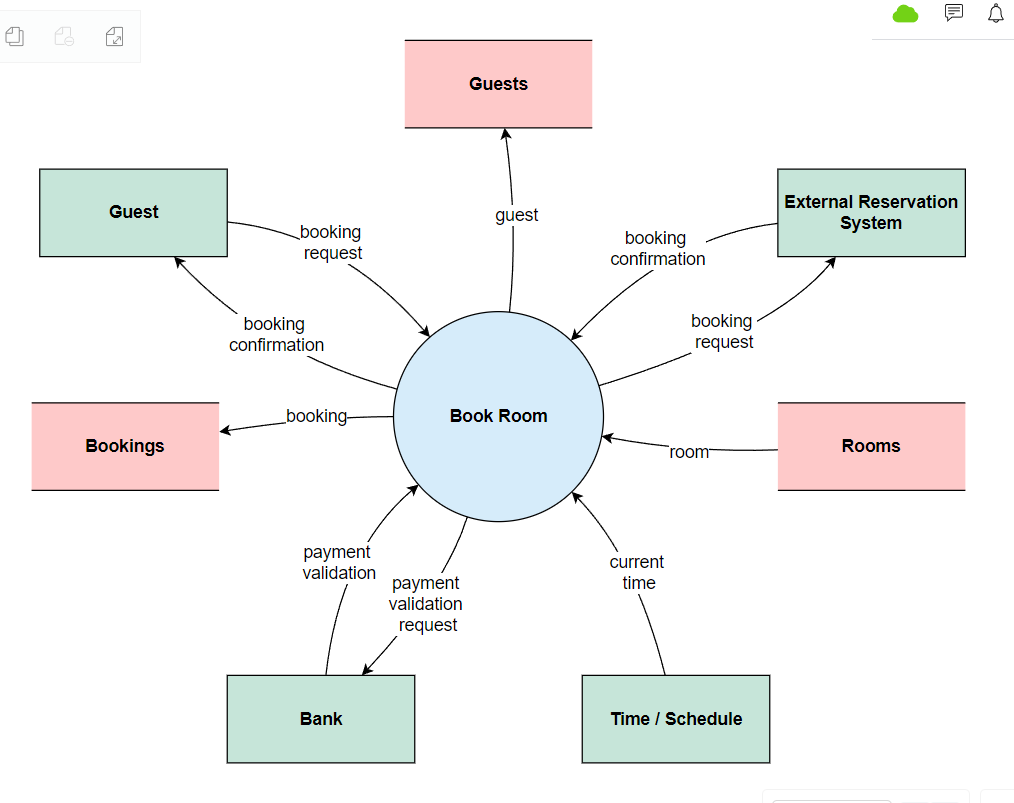 Guests
Guest
External Reservation
System
guest
booking
request
booking
confirmation
booking
confirmation
booking
request
Book Room
booking
Bookings
Rooms
room
payment
validation
payment
validation
request
current
time
Bank
Time / Schedule